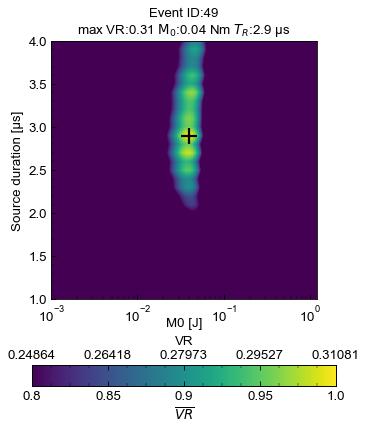 Event ID:49
max VR:0.31 M₀:0.04 Nm T_R:2.9 μs
4.0
3.5
3.0
2.5
2.0
1.5
1.0
Source duration [μs]
10⁻³ 10⁻² 10⁻¹ 10⁰
M0 [J]
VR
0.24864 0.26418 0.27973 0.29527 0.31081
0.8 0.85 0.9 0.95 1.0
V̅R̅